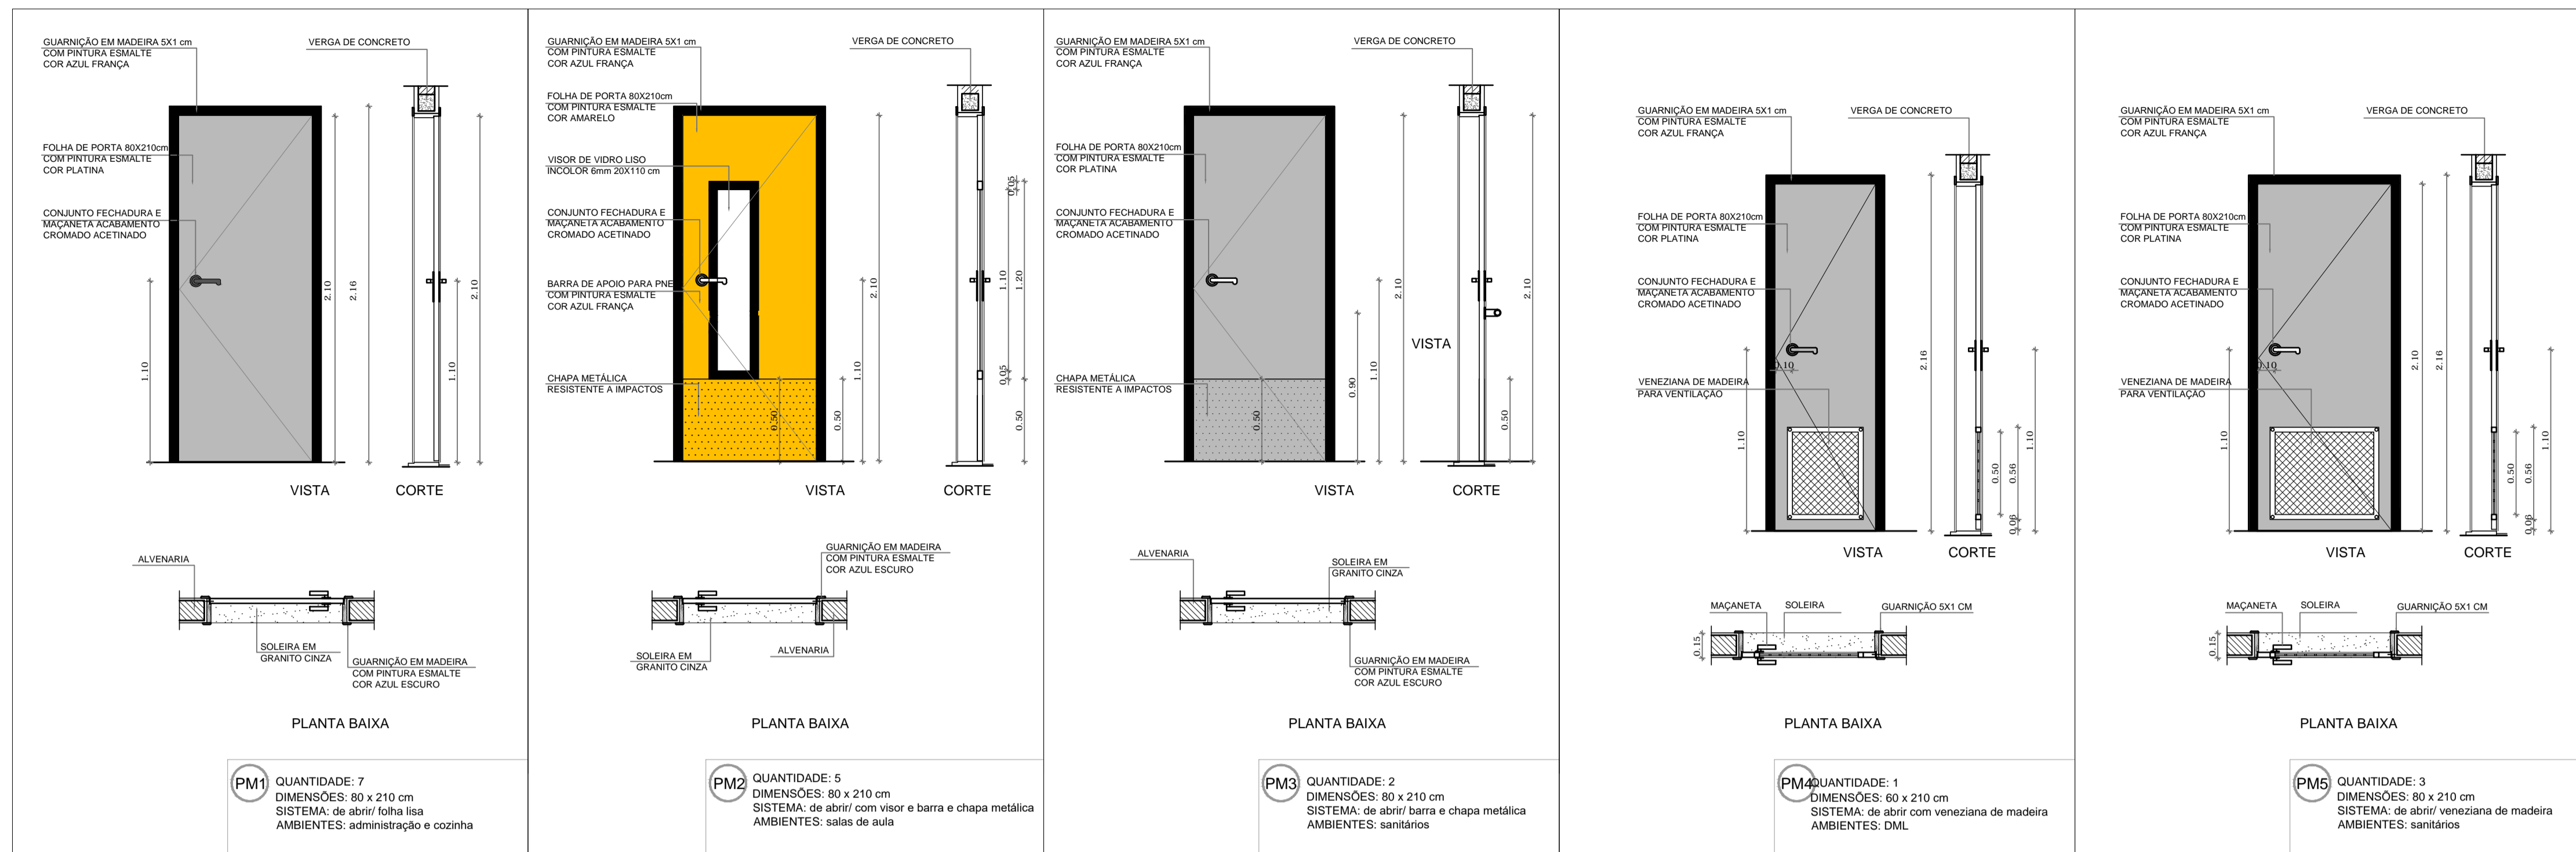 GUARNIÇÃO EM MADEIRA 5X1 cm
COM PINTURA ESMALTE
COR AZUL FRANÇA
VERGA DE CONCRETO
FOLHA DE PORTA 80X210cm
COM PINTURA ESMALTE
COR PLATINA
CONJUNTO FECHADURA E
MAÇANETA ACABAMENTO
CROMADO ACETINADO
1.10
2.10
2.16
1.10
2.10
VISTA
CORTE
ALVENARIA
SOLEIRA EM
GRANITO CINZA
GUARNIÇÃO EM MADEIRA
COM PINTURA ESMALTE
COR AZUL ESCURO
PLANTA BAIXA
PM1
QUANTIDADE: 7
DIMENSÕES: 80 x 210 cm
SISTEMA: de abrir/ folha lisa
AMBIENTES: administração e cozinha
GUARNIÇÃO EM MADEIRA 5X1 cm
COM PINTURA ESMALTE
COR AZUL FRANÇA
VERGA DE CONCRETO
FOLHA DE PORTA 80X210cm
COM PINTURA ESMALTE
COR AMARELO
VISOR DE VIDRO LISO
INCOLOR 6mm 20X110 cm
CONJUNTO FECHADURA E
MAÇANETA ACABAMENTO
CROMADO ACETINADO
BARRA DE APOIO PARA PNE
COM PINTURA ESMALTE
COR AZUL FRANÇA
CHAPA METÁLICA
RESISTENTE A IMPACTOS
0.50
0.50
1.10
2.10
0.05
1.10
1.20
0.05
0.50
VISTA
CORTE
GUARNIÇÃO EM MADEIRA
COM PINTURA ESMALTE
COR AZUL ESCURO
SOLEIRA EM
GRANITO CINZA
ALVENARIA
PLANTA BAIXA
PM2
QUANTIDADE: 5
DIMENSÕES: 80 x 210 cm
SISTEMA: de abrir/ com visor e barra e chapa metálica
AMBIENTES: salas de aula
GUARNIÇÃO EM MADEIRA 5X1 cm
COM PINTURA ESMALTE
COR AZUL FRANÇA
VERGA DE CONCRETO
FOLHA DE PORTA 80X210cm
COM PINTURA ESMALTE
COR PLATINA
CONJUNTO FECHADURA E
MAÇANETA ACABAMENTO
CROMADO ACETINADO
CHAPA METÁLICA
RESISTENTE A IMPACTOS
0.50
0.90
1.10
2.10
VISTA
0.50
2.10
VISTA
CORTE
ALVENARIA
SOLEIRA EM
GRANITO CINZA
GUARNIÇÃO EM MADEIRA
COM PINTURA ESMALTE
COR AZUL ESCURO
PLANTA BAIXA
PM3
QUANTIDADE: 2
DIMENSÕES: 80 x 210 cm
SISTEMA: de abrir/ barra e chapa metálica
AMBIENTES: sanitários
GUARNIÇÃO EM MADEIRA 5X1 cm
COM PINTURA ESMALTE
COR AZUL FRANÇA
VERGA DE CONCRETO
FOLHA DE PORTA 80X210cm
COM PINTURA ESMALTE
COR PLATINA
CONJUNTO FECHADURA E
MAÇANETA ACABAMENTO
CROMADO ACETINADO
0.10
VENEZIANA DE MADEIRA
PARA VENTILAÇÃO
1.10
2.16
0.50
0.56
0.06
1.10
VISTA
CORTE
MAÇANETA
SOLEIRA
GUARNIÇÃO 5X1 CM
0.15
PLANTA BAIXA
PM4
QUANTIDADE: 1
DIMENSÕES: 60 x 210 cm
SISTEMA: de abrir com veneziana de madeira
AMBIENTES: DML
GUARNIÇÃO EM MADEIRA 5X1 cm
COM PINTURA ESMALTE
COR AZUL FRANÇA
VERGA DE CONCRETO
FOLHA DE PORTA 80X210cm
COM PINTURA ESMALTE
COR PLATINA
CONJUNTO FECHADURA E
MAÇANETA ACABAMENTO
CROMADO ACETINADO
0.10
VENEZIANA DE MADEIRA
PARA VENTILAÇÃO
1.10
2.10
2.16
0.50
0.56
0.06
1.10
VISTA
CORTE
MAÇANETA
SOLEIRA
GUARNIÇÃO 5X1 CM
0.15
PLANTA BAIXA
PM5
QUANTIDADE: 3
DIMENSÕES: 80 x 210 cm
SISTEMA: de abrir/ veneziana de madeira
AMBIENTES: sanitários